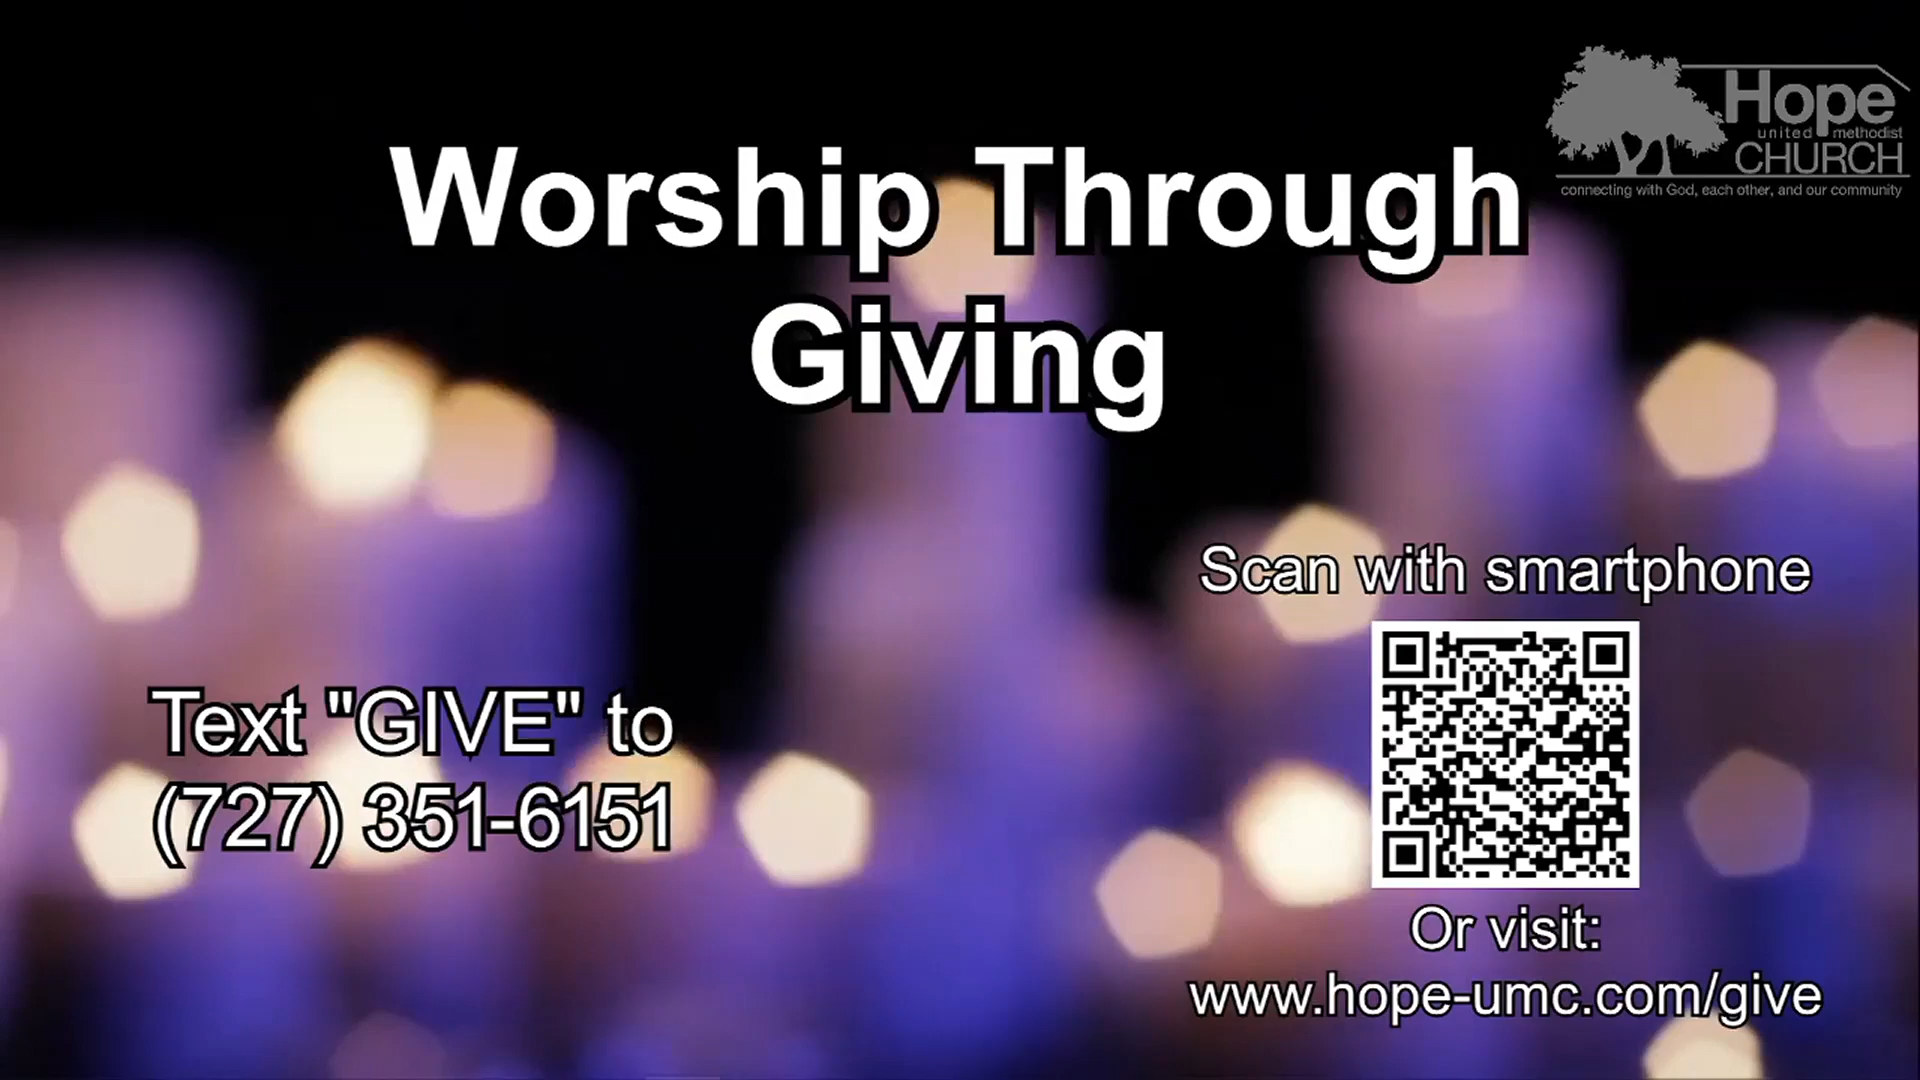 Hope
united methodist
CHURCH
connecting with God, each other, and our community
Worship Through
Giving
Scan with smartphone
Text "GIVE" to
(727) 351-6151
Or visit:
www.hope-umc.com/give